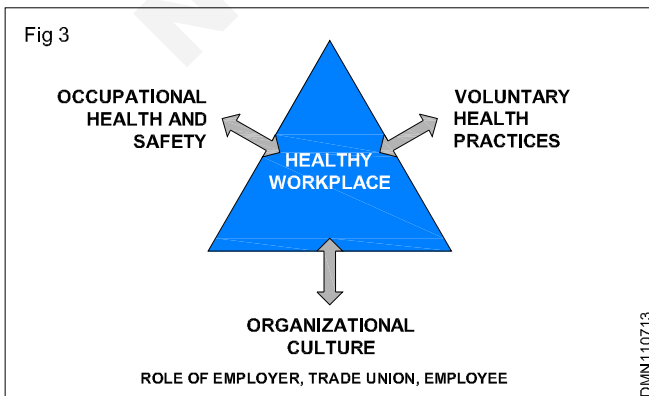 Fig 3
OCCUPATIONAL
HEALTH AND
SAFETY
VOLUNTARY
HEALTH
PRACTICES
HEALTHY
WORKPLACE
ORGANIZATIONAL
CULTURE
ROLE OF EMPLOYER, TRADE UNION, EMPLOYEE
DMN110713